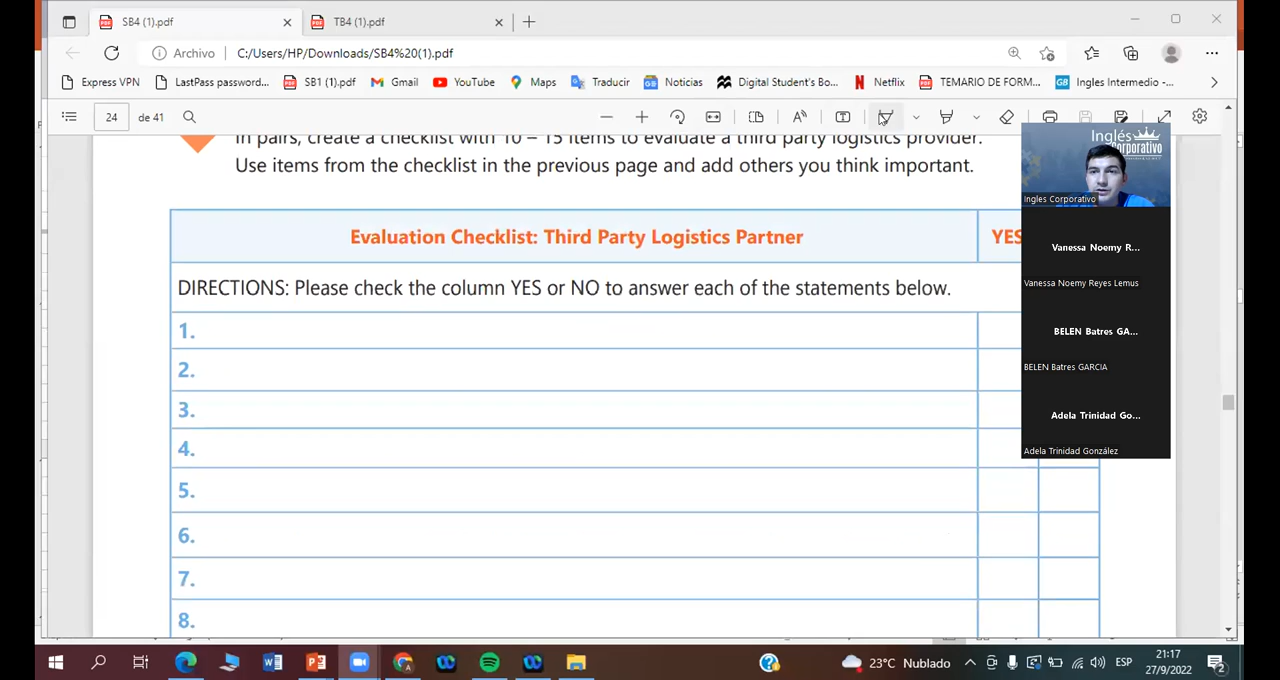 SB4 (1).pdf
TB4 (1).pdf
Archivo
C:/Users/HP/Downloads/SB4%20(1).pdf
Express VPN
LastPass password...
SB1 (1).pdf
Gmail
YouTube
Maps
Traducir
Noticias
Digital Student's Bo...
Netflix
TEMARIO DE FORM...
Ingles Intermedio -...
24 de 41
In pairs, create a checklist with 10 – 15 items to evaluate a third party logistics provider.
Use items from the checklist in the previous page and add others you think important.
Evaluation Checklist: Third Party Logistics Partner YES
DIRECTIONS: Please check the column YES or NO to answer each of the statements below.
1.
2.
3.
4.
5.
6.
7.
8.
Inglés
Corporativo
Ingles Corporativo
Vanessa Noemy R...
Vanessa Noemy Reyes Lemus
BELEN Batres GA...
BELEN Batres GARCIA
Adela Trinidad Go...
Adela Trinidad González
23°C Nublado
ESP
21:17
27/9/2022
2